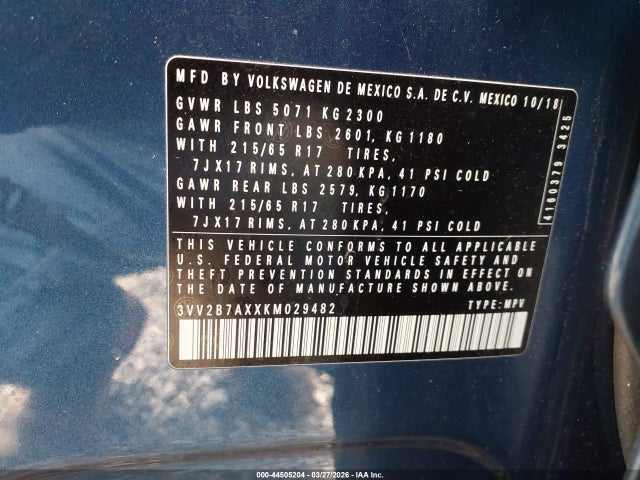 MFD BY VOLKSWAGEN DE MEXICO S.A. DE C.V. MEXICO 10/18
GVWR LBS 5071 KG 2300
GAWR FRONT LBS 2601, KG 1180
WITH 215/65 R17 TIRES,
7JX17 RIMS, AT 280 KPA, 41 PSI COLD
GAWR REAR LBS 2579, KG 1170
WITH 215/65 R17 TIRES,
7JX17 RIMS, AT 280 KPA, 41 PSI COLD
4160379 3425
THIS VEHICLE CONFORMS TO ALL APPLICABLE
U.S. FEDERAL MOTOR VEHICLE SAFETY AND
THEFT PREVENTION STANDARDS IN EFFECT ON
THE DATE OF MANUFACTURE SHOWN ABOVE.
3VV2B7AXXKM029482 TYPE: MPV
000-44505204 - 03/27/2026 - IAA Inc.